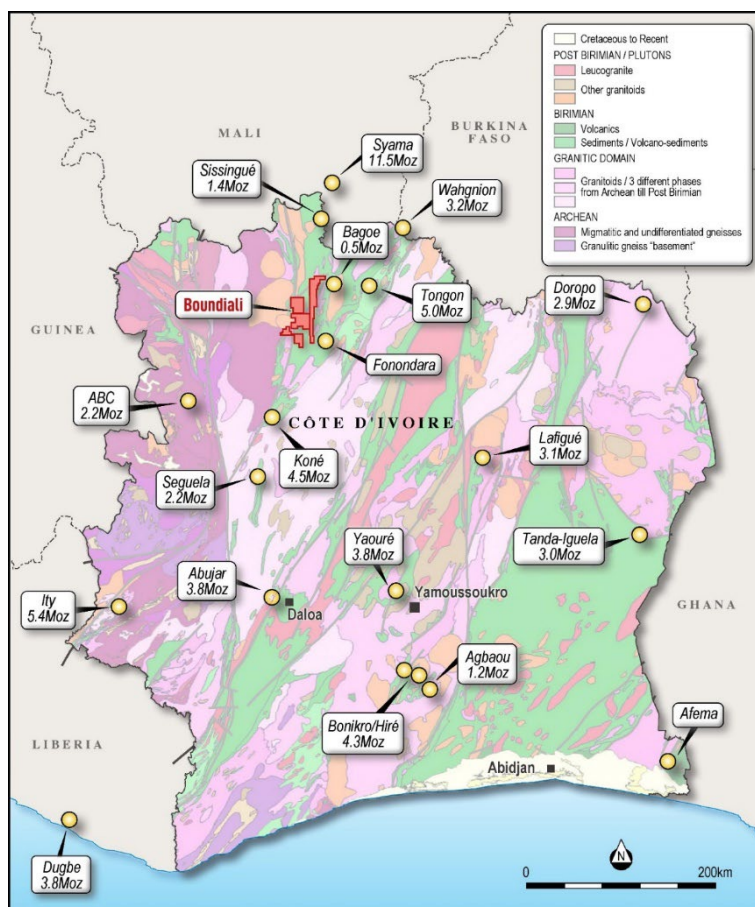 Cretaceous to Recent
POST BIRIMIAN / PLUTONS
Leucogranite
Other granitoids
BIRIMIAN
Volcanics
Sediments / Volcano-sediments
GRANITIC DOMAIN
Granitoids / 3 different phases
from Archean till Post Birimian
ARCHEAN
Migmatitic and undifferentiated gneisses
Granulitic gneiss "basement"
MALI
BURKINA
FASO
Syama
11.5Moz
Sissingué
1.4Moz
Wahgnion
3.2Moz
Bagoe
0.5Moz
Boundiali
Tongon
5.0Moz
Doropo
2.9Moz
GUINEA
Fonondara
ABC
2.2Moz
CÔTE D'IVOIRE
Koné
4.5Moz
Lafigué
3.1Moz
Seguela
2.2Moz
Yaouré
3.8Moz
Tanda-Iguela
3.0Moz
Abujar
3.8Moz
Yamoussoukro
Ity
5.4Moz
Daloa
GHANA
Agbaou
1.2Moz
Bonikro/Hiré
4.3Moz
Afema
LIBERIA
Abidjan
Dugbe
3.8Moz
N
0
200km